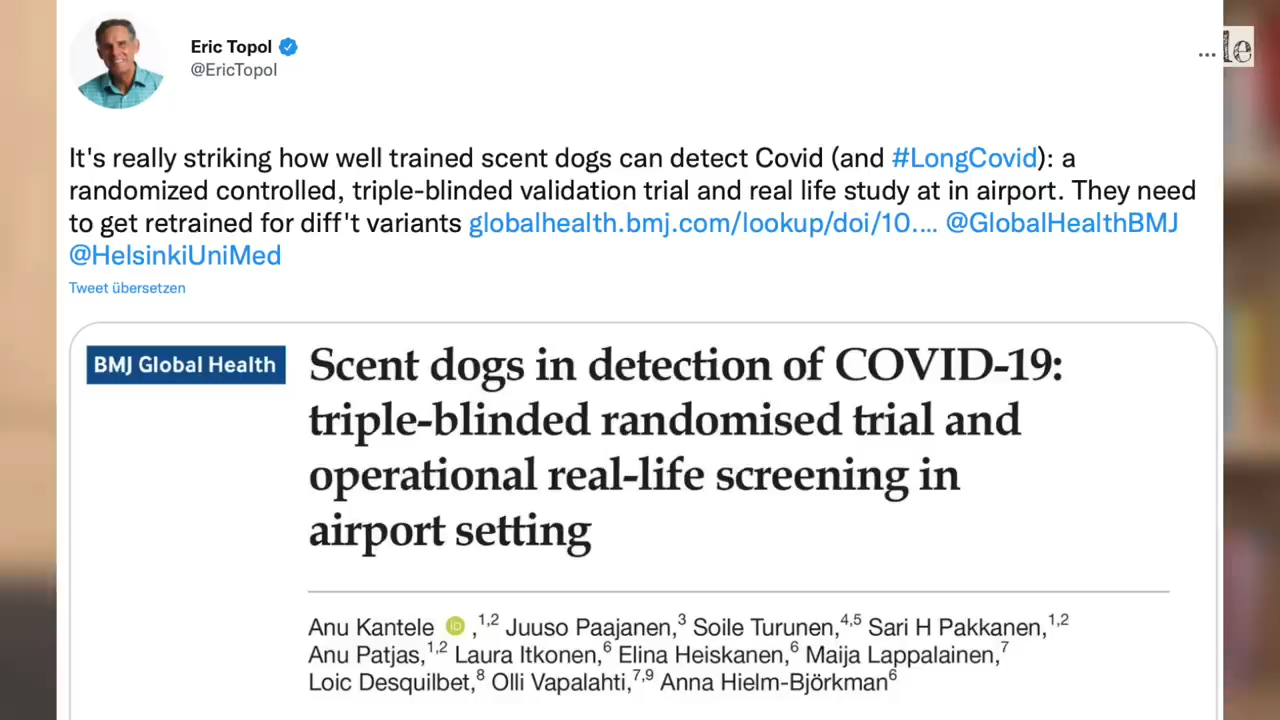 Eric Topol
@EricTopol
...
le
It's really striking how well trained scent dogs can detect Covid (and #LongCovid): a
randomized controlled, triple-blinded validation trial and real life study at in airport. They need
to get retrained for diff't variants globalhealth.bmj.com/lookup/doi/10.… @GlobalHealthBMJ
@HelsinkiUniMed
Tweet übersetzen
BMJ Global Health
Scent dogs in detection of COVID-19:
triple-blinded randomised trial and
operational real-life screening in
airport setting
Anu Kantele iD ,1,2 Juuso Paajanen,3 Soile Turunen,4,5 Sari H Pakkanen,1,2
Anu Patjas,1,2 Laura Itkonen,6 Elina Heiskanen,6 Maija Lappalainen,7
Loic Desquilbet,8 Olli Vapalahti,7,9 Anna Hielm-Björkman6